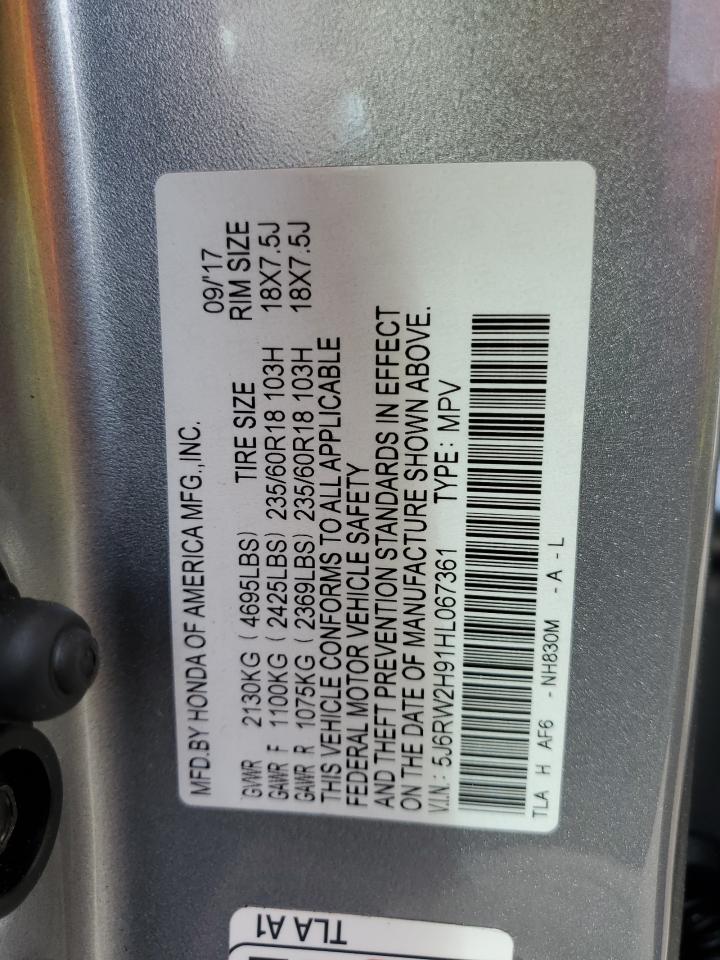 MFD.BY HONDA OF AMERICA MFG.,INC.
09/'17
GVWR 2130KG ( 4695LBS) TIRE SIZE RIM SIZE
GAWR F 1100KG ( 2425LBS) 235/60R18 103H 18X7.5J
GAWR R 1075KG ( 2369LBS) 235/60R18 103H 18X7.5J
THIS VEHICLE CONFORMS TO ALL APPLICABLE
FEDERAL MOTOR VEHICLE SAFETY
AND THEFT PREVENTION STANDARDS IN EFFECT
ON THE DATE OF MANUFACTURE SHOWN ABOVE.
V.I.N.: 5J6RW2H91HL067361 TYPE: MPV
TLA H AF6 - NH830M - A - L
TLA A1